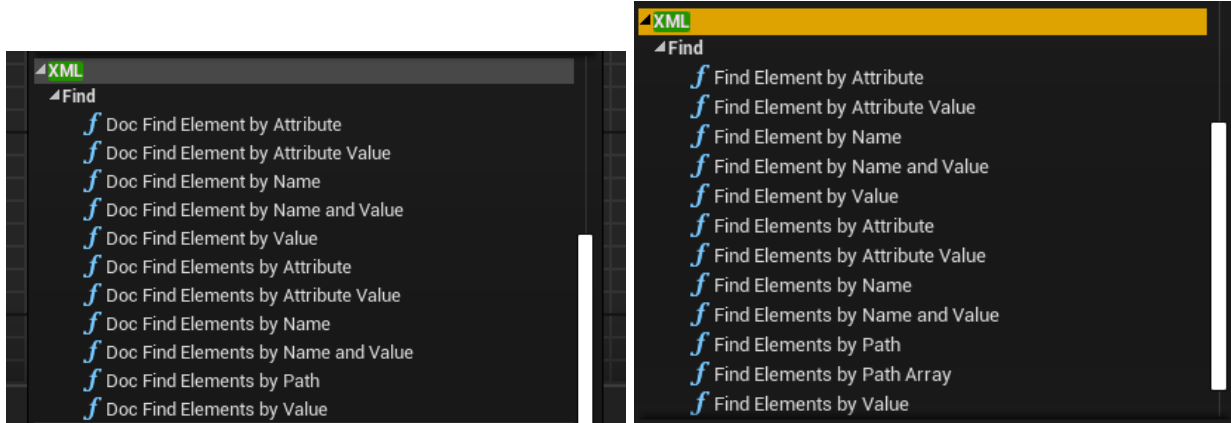 XML
Find
Doc Find Element by Attribute
Doc Find Element by Attribute Value
Doc Find Element by Name
Doc Find Element by Name and Value
Doc Find Element by Value
Doc Find Elements by Attribute
Doc Find Elements by Attribute Value
Doc Find Elements by Name
Doc Find Elements by Name and Value
Doc Find Elements by Path
Doc Find Elements by Value
XML
Find
Find Element by Attribute
Find Element by Attribute Value
Find Element by Name
Find Element by Name and Value
Find Element by Value
Find Elements by Attribute
Find Elements by Attribute Value
Find Elements by Name
Find Elements by Name and Value
Find Elements by Path
Find Elements by Path Array
Find Elements by Value